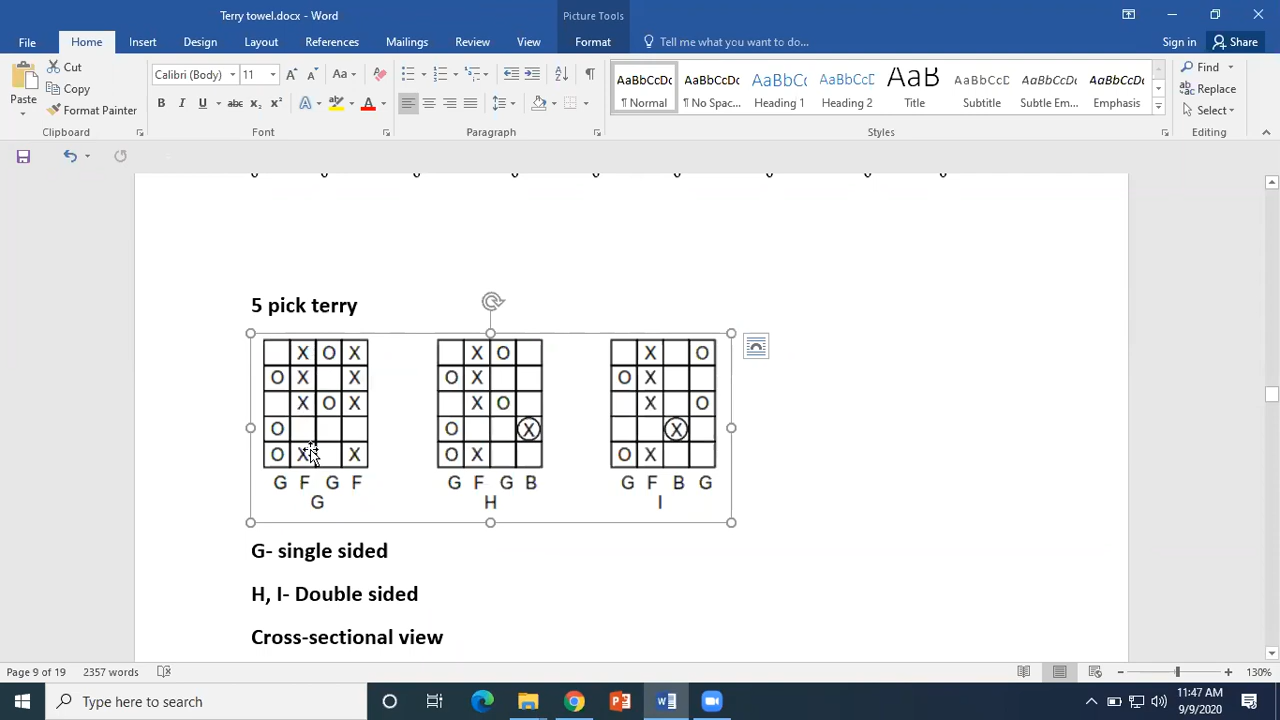 Terry towel.docx - Word
Picture Tools
File
Home
Insert
Design
Layout
References
Mailings
Review
View
Format
Tell me what you want to do...
Sign in
Share
Paste
Cut
Copy
Format Painter
Clipboard
Calibri (Body)
11
Font
Paragraph
AaBbCcDc
¶ Normal
AaBbCcDc
¶ No Spac...
AaBbCc
Heading 1
AaBbCcD
Heading 2
AaB
Title
AaBbCcD
Subtitle
AaBbCcDc
Subtle Em...
AaBbCcDc
Emphasis
Styles
Find
Replace
Select
Editing
5 pick terry
X O X
O X X
X O X
O
O X X
G F G F
G
X O
O X
X O
O X
O X
G F G B
H
X O
O X
X O
X
O X
G F B G
I
G- single sided
H, I- Double sided
Cross-sectional view
Page 9 of 19
2357 words
130%
Type here to search
11:47 AM
9/9/2020